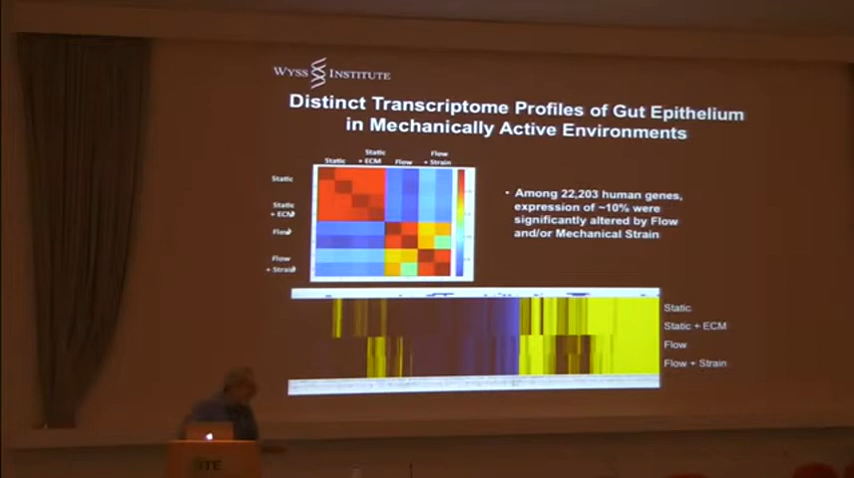 WYSS INSTITUTE
Distinct Transcriptome Profiles of Gut Epithelium
in Mechanically Active Environments
Static
Static
+ ECM
Flow
Flow
+ Strain
Static
Static
+ ECM
Flow
Flow
+ Strain
• Among 22,203 human genes,
expression of ~10% were
significantly altered by Flow
and/or Mechanical Strain
Static
Static + ECM
Flow
Flow + Strain